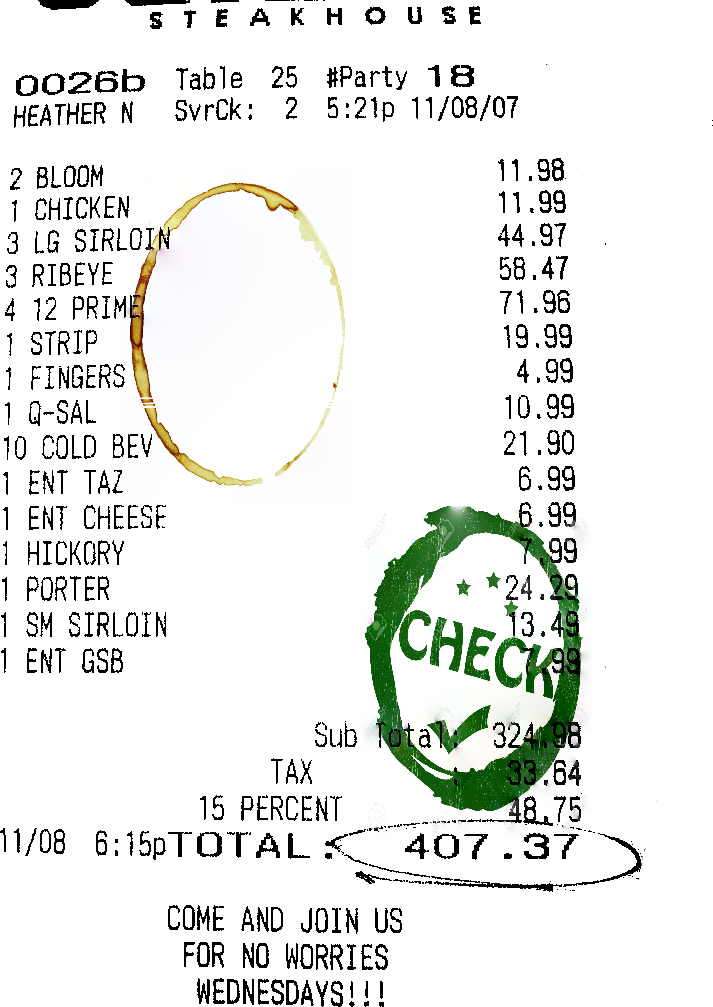 STEAKHOUSE
0026b Table 25 #Party 18
HEATHER N SvrCk: 2 5:21p 11/08/07
2 BLOOM 11.98
1 CHICKEN 11.99
3 LG SIRLOIN 44.97
3 RIBEYE 58.47
4 12 PRIME 71.96
1 STRIP 19.99
1 FINGERS 4.99
1 Q-SAL 10.99
10 COLD BEV 21.90
1 ENT TAZ 6.99
1 ENT CHEESE 6.99
1 HICKORY 7.99
1 PORTER 24.29
1 SM SIRLOIN 13.49
1 ENT GSB 7.99
CHECK
Sub Total: 324.98
TAX : 33.64
15 PERCENT 48.75
11/08 6:15pTOTAL: 407.37
COME AND JOIN US
FOR NO WORRIES
WEDNESDAYS!!!